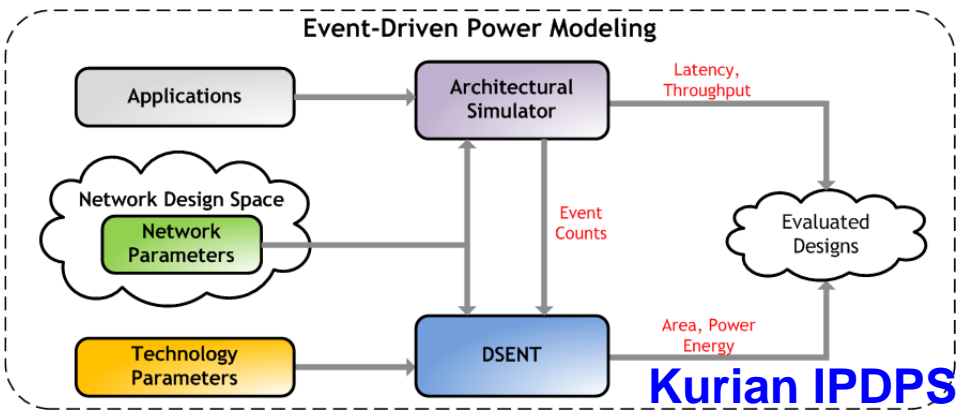 Event-Driven Power Modeling
Applications
Architectural
Simulator
Latency,
Throughput
Network Design Space
Network
Parameters
Event
Counts
Evaluated
Designs
Technology
Parameters
DSENT
Area, Power
Energy
Kurian IPDPS